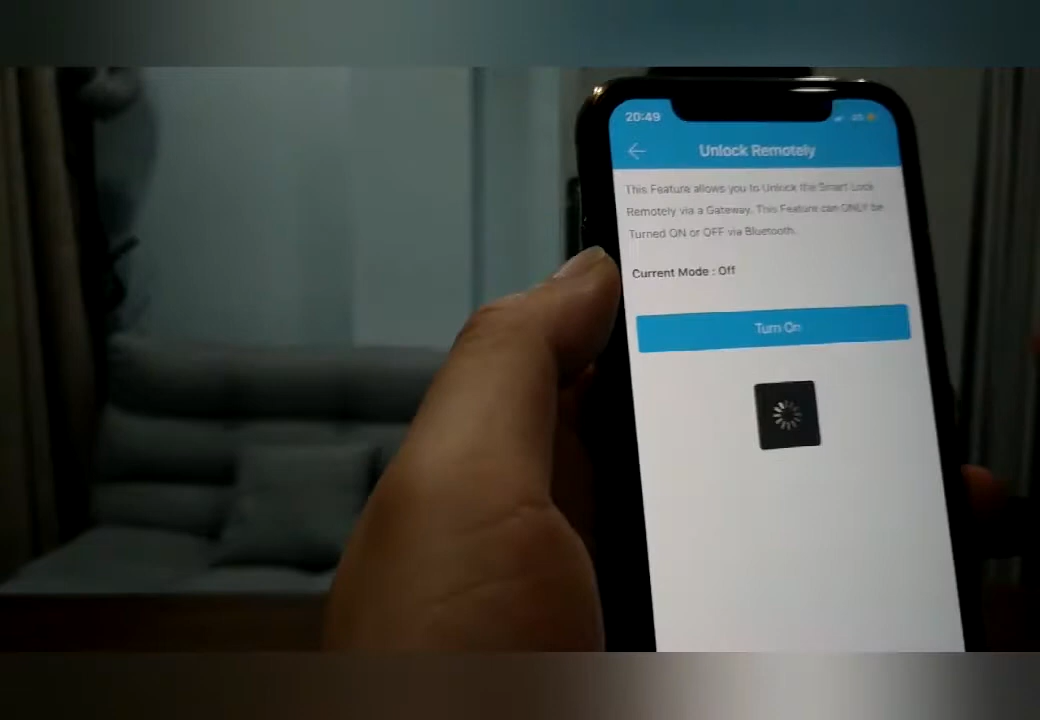 20:49
Unlock Remotely
This Feature allows you to Unlock the Smart Lock
Remotely via a Gateway. This Feature can ONLY be
Turned ON or OFF via Bluetooth.
Current Mode : Off
Turn On